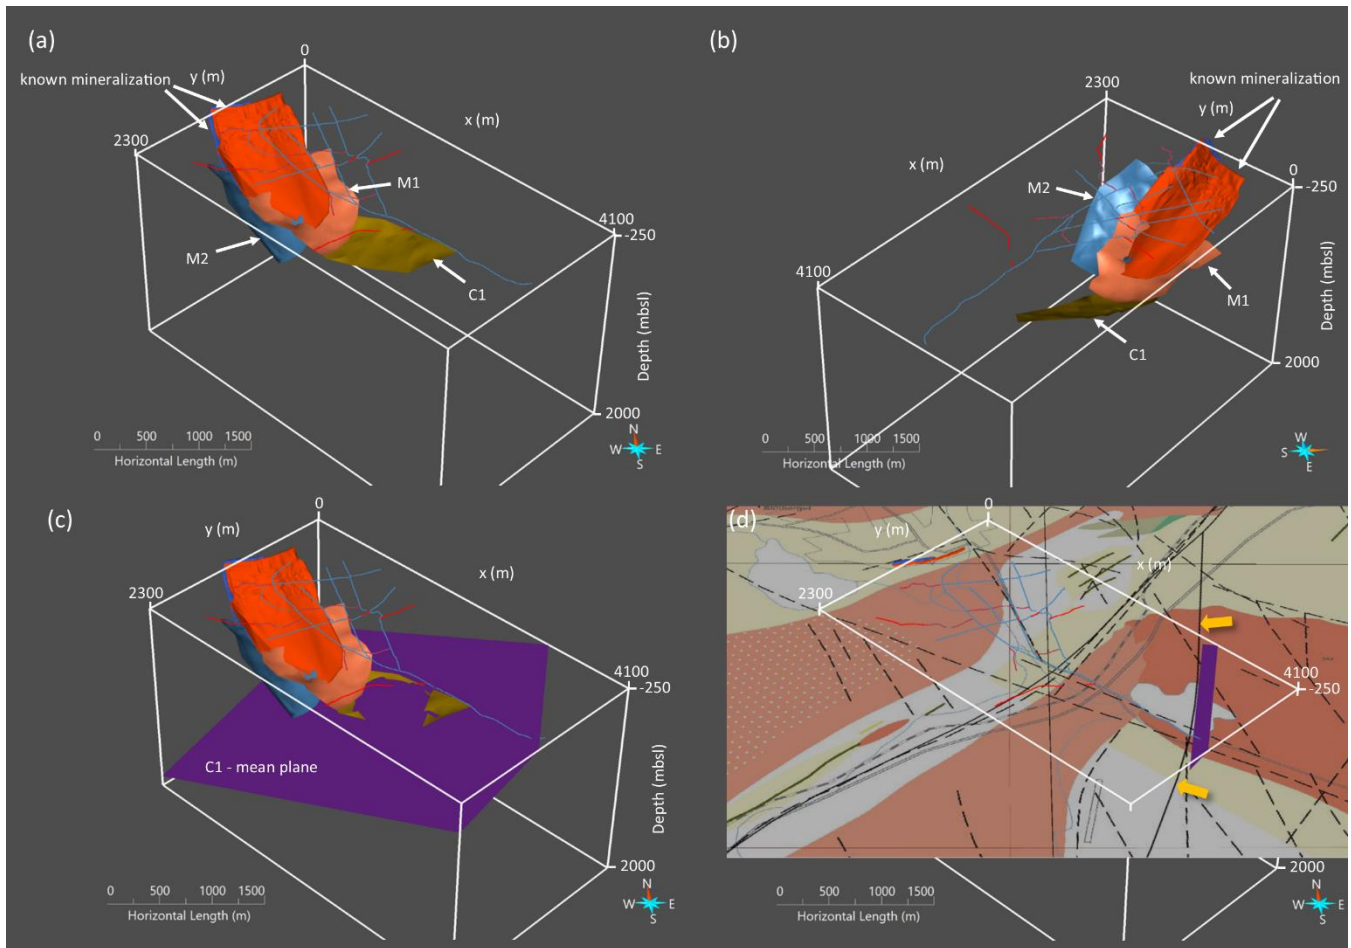 (a)
0
known mineralization
y (m)
x (m)
2300
M1
4100
-250
M2
C1
Depth (mbsl)
2000
0 500 1000 1500
Horizontal Length (m)
N
W E
S
(b)
2300
known mineralization
y (m)
x (m)
0
-250
M2
4100
M1
C1
Depth (mbsl)
2000
0 500 1000 1500
Horizontal Length (m)
W
S
E
(c)
0
y (m)
x (m)
2300
4100
-250
C1 - mean plane
Depth (mbsl)
2000
0 500 1000 1500
Horizontal Length (m)
N
W E
S
(d)
0
y (m)
x (m)
2300
4100
-250
2000
0 500 1000 1500
Horizontal Length (m)
N
W E
S